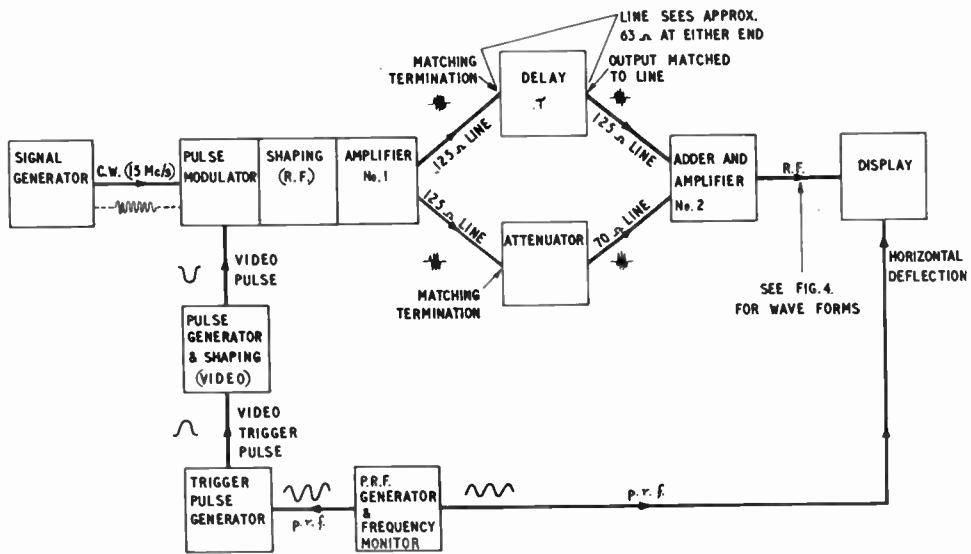 LINE SEES APPROX.
63 Ω AT EITHER END
MATCHING
TERMINATION
DELAY
.T
OUTPUT MATCHED
TO LINE
125 Ω LINE
125 Ω LINE
SIGNAL
GENERATOR
C.W. (15 Mc/s)
PULSE
MODULATOR
SHAPING
(R.F.)
AMPLIFIER
No.1
ADDER AND
AMPLIFIER
No.2
R.F.
DISPLAY
125 Ω LINE
ATTENUATOR
70 Ω LINE
MATCHING
TERMINATION
SEE FIG.4.
FOR WAVE FORMS
HORIZONTAL
DEFLECTION
VIDEO
PULSE
PULSE
GENERATOR
& SHAPING
(VIDEO)
VIDEO
TRIGGER
PULSE
TRIGGER
PULSE
GENERATOR
p.r.f.
P.R.F.
GENERATOR
&
FREQUENCY
MONITOR
p.r.f.